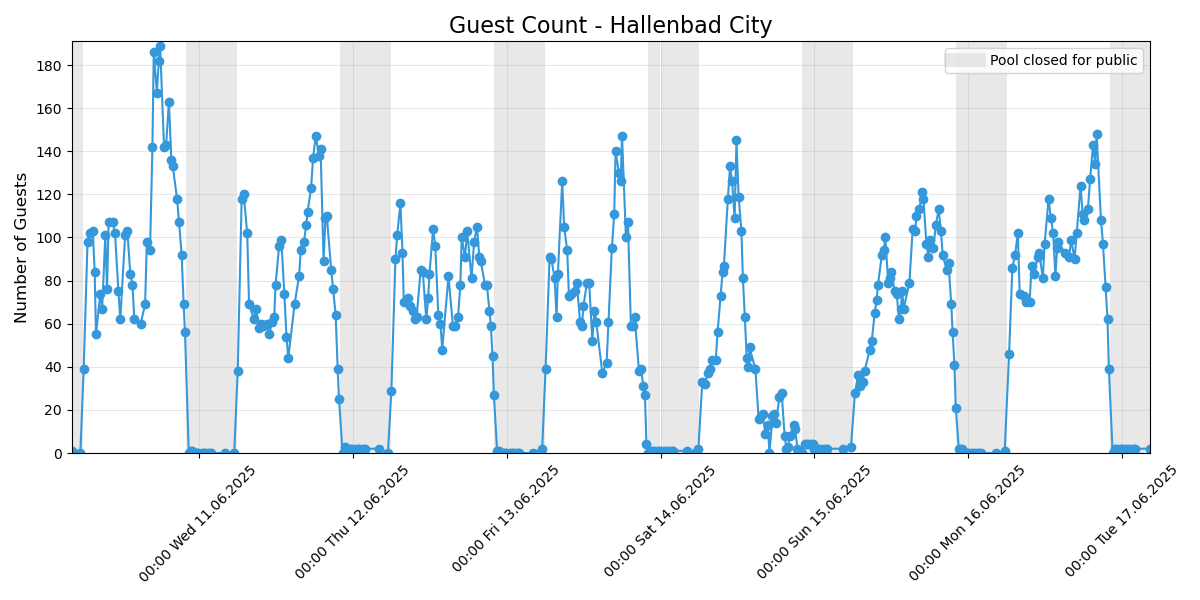 Guest Count - Hallenbad City
Pool closed for public
Number of Guests
180
160
140
120
100
80
60
40
20
0
00:00 Wed 11.06.2025
00:00 Thu 12.06.2025
00:00 Fri 13.06.2025
00:00 Sat 14.06.2025
00:00 Sun 15.06.2025
00:00 Mon 16.06.2025
00:00 Tue 17.06.2025